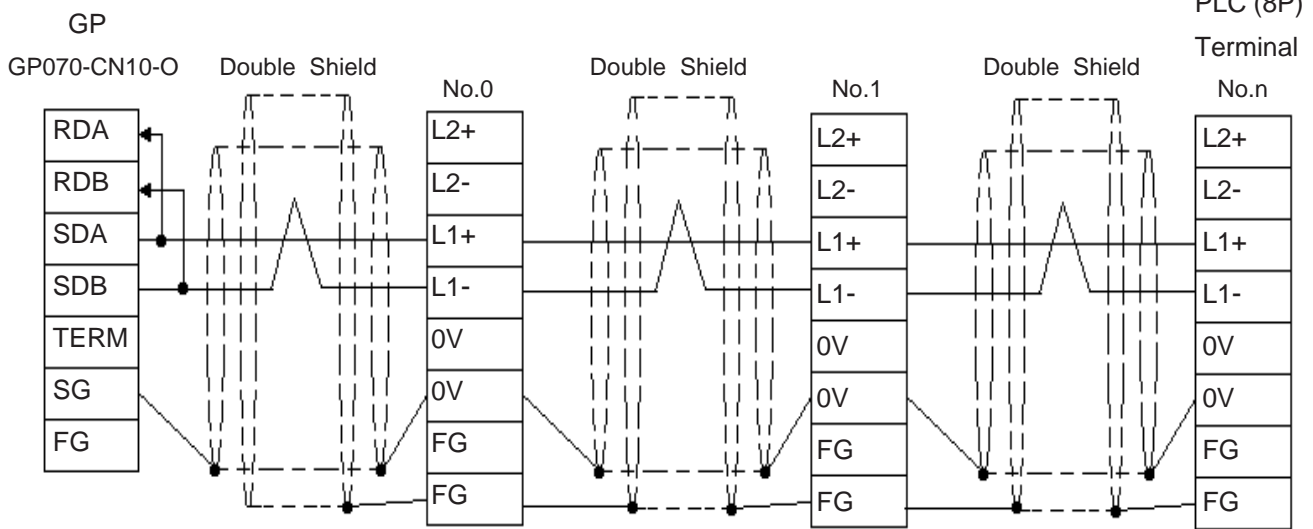 GP
GP070-CN10-O
RDA
RDB
SDA
SDB
TERM
SG
FG
Double Shield
No.0
L2+
L2-
L1+
L1-
0V
0V
FG
FG
Double Shield
No.1
L2+
L2-
L1+
L1-
0V
0V
FG
FG
Double Shield
PLC (8P)
Terminal
No.n
L2+
L2-
L1+
L1-
0V
0V
FG
FG